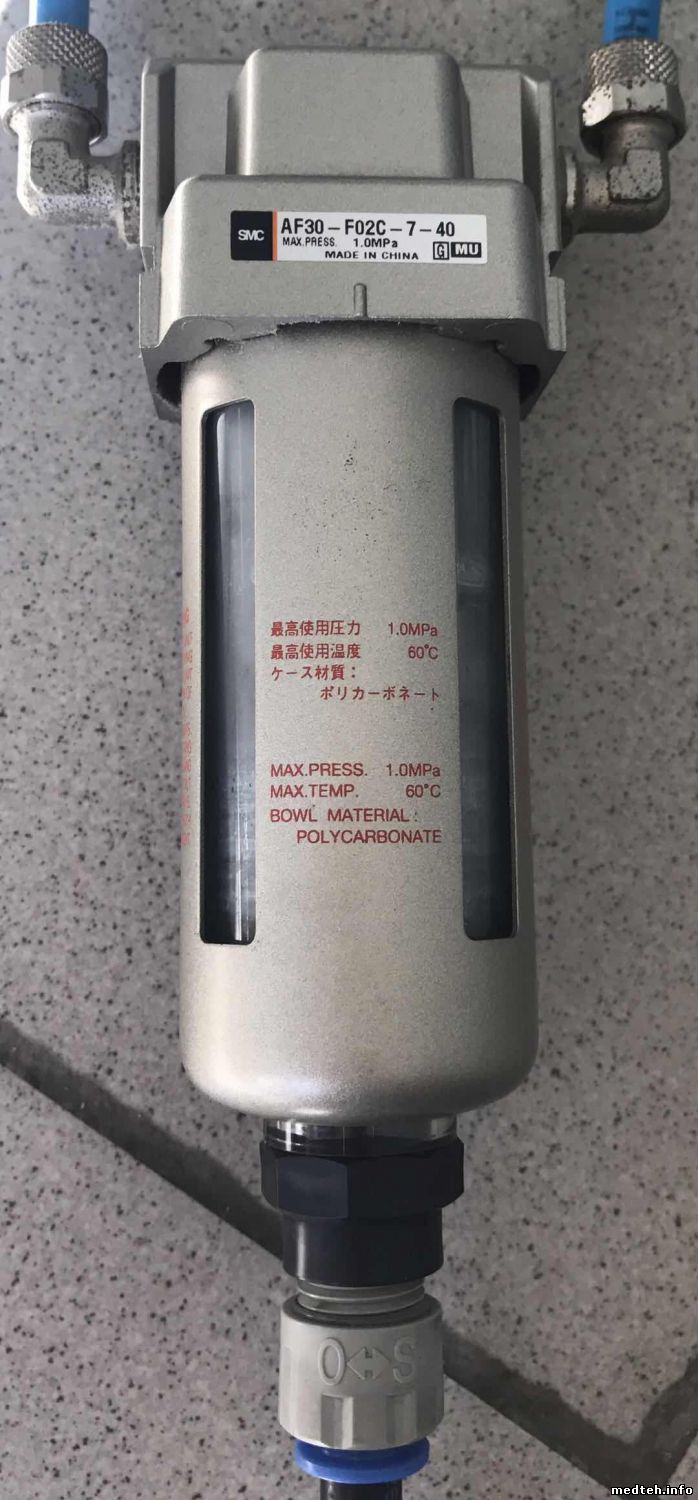 SMC AF30-F02C-7-40
MAX.PRESS. 1.0MPa
MADE IN CHINA G MU
最高使用圧力 1.0MPa
最高使用温度 60℃
ケース材質:
ポリカーボネート
MAX.PRESS. 1.0MPa
MAX.TEMP. 60℃
BOWL MATERIAL:
POLYCARBONATE
O⇔S
medteh.info